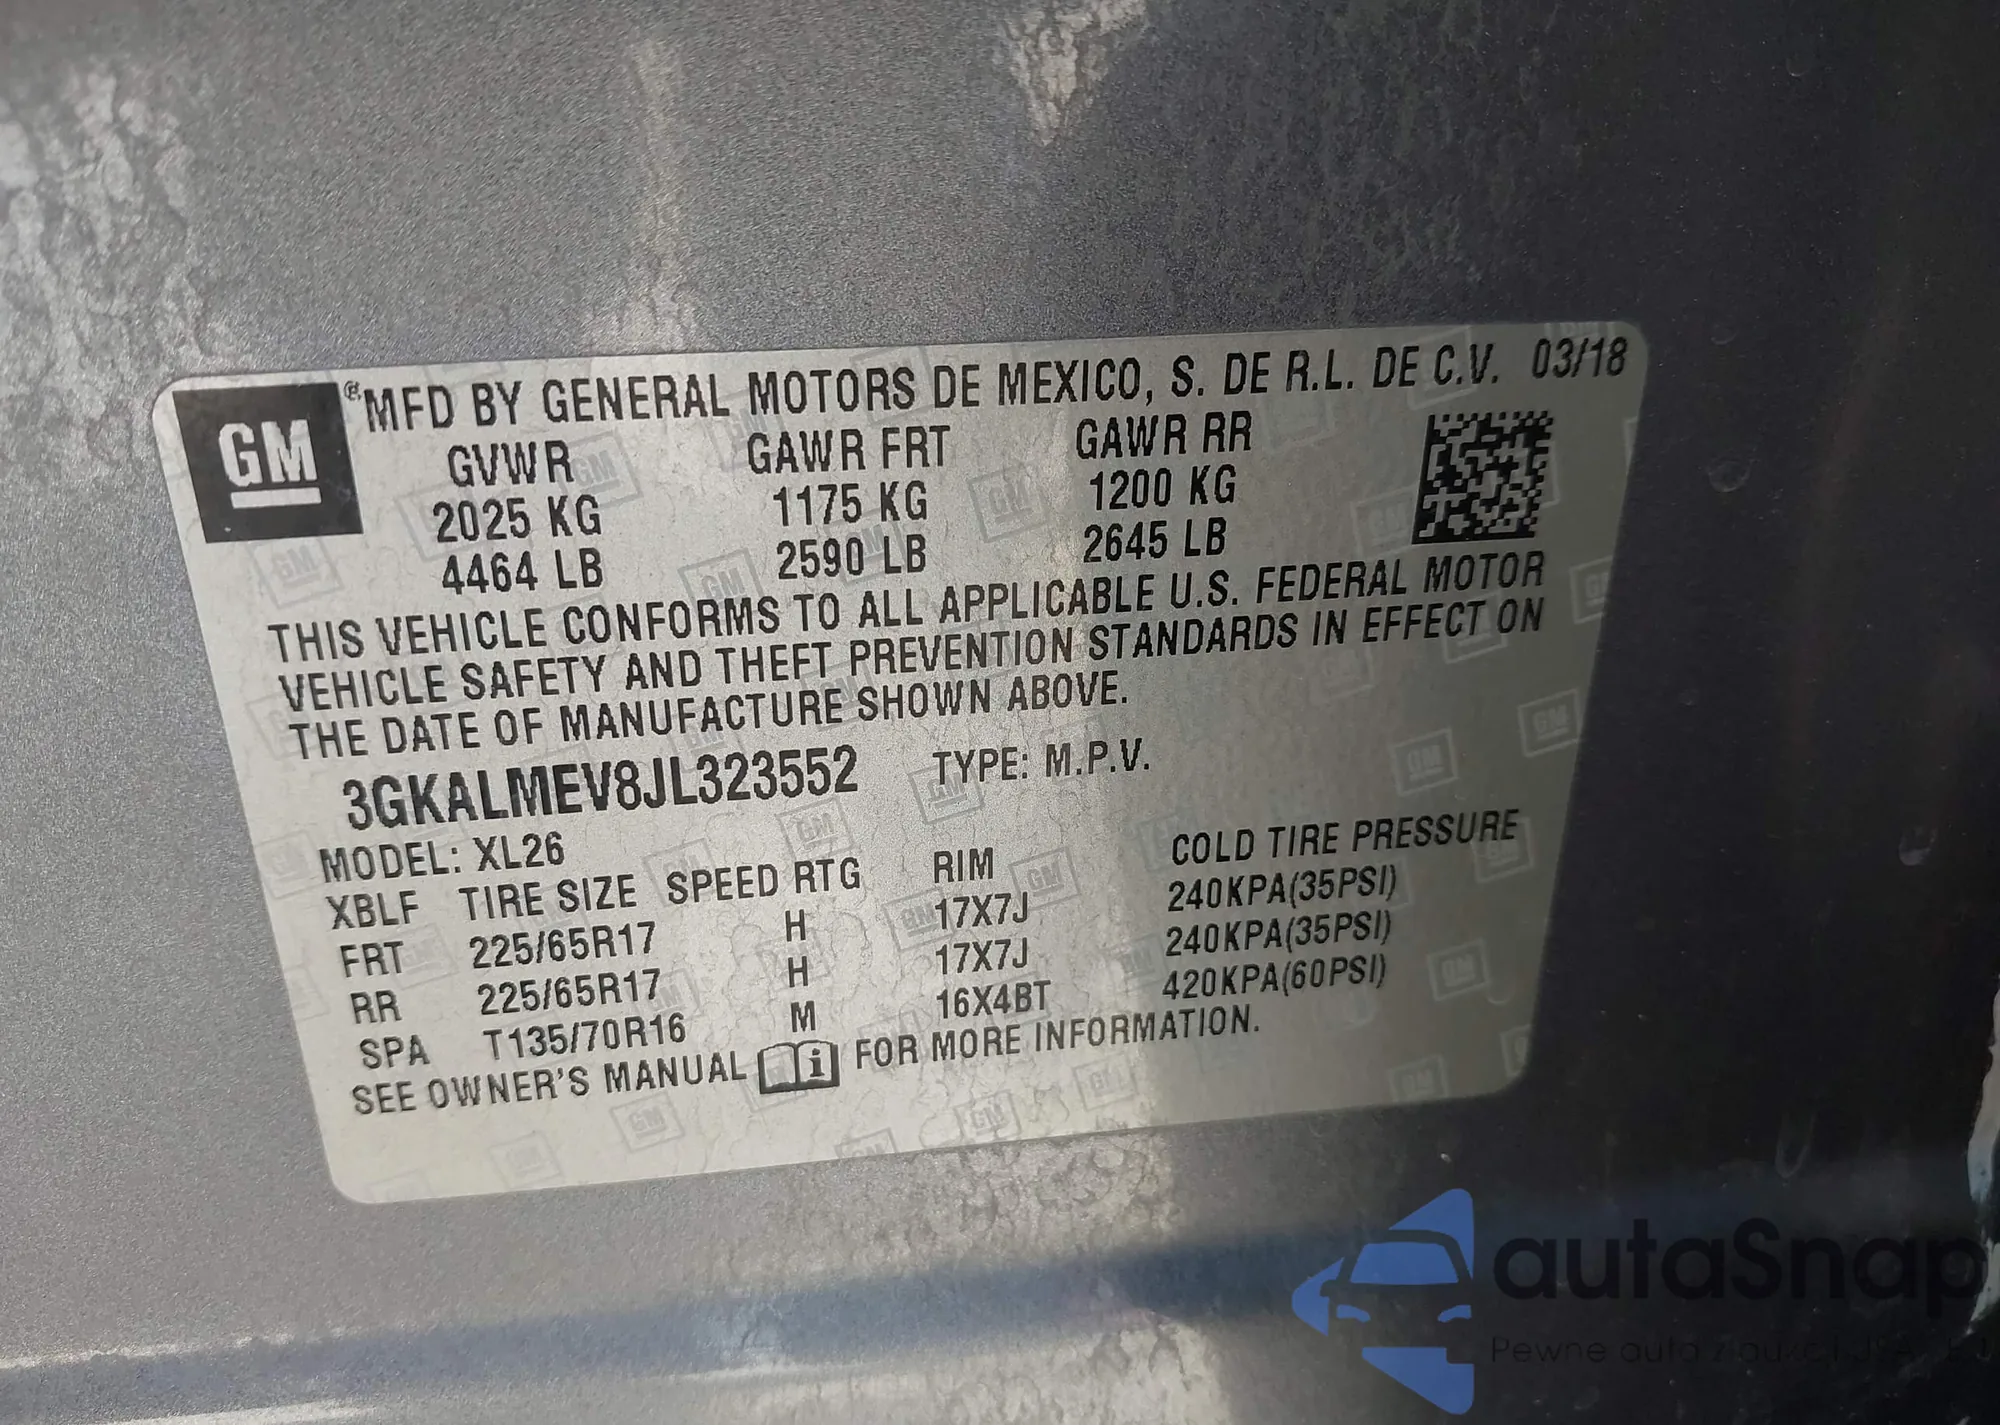 GM ® MFD BY GENERAL MOTORS DE MEXICO, S. DE R.L. DE C.V. 03/18
GVWR GAWR FRT GAWR RR
2025 KG 1175 KG 1200 KG
4464 LB 2590 LB 2645 LB
THIS VEHICLE CONFORMS TO ALL APPLICABLE U.S. FEDERAL MOTOR
VEHICLE SAFETY AND THEFT PREVENTION STANDARDS IN EFFECT ON
THE DATE OF MANUFACTURE SHOWN ABOVE.
3GKALMEV8JL323552 TYPE: M.P.V.
MODEL: XL26
XBLF TIRE SIZE SPEED RTG RIM COLD TIRE PRESSURE
FRT 225/65R17 H 17X7J 240KPA(35PSI)
RR 225/65R17 H 17X7J 240KPA(35PSI)
SPA T135/70R16 M 16X4BT 420KPA(60PSI)
SEE OWNER'S MANUAL FOR MORE INFORMATION.
autaSnap
Pewne auta